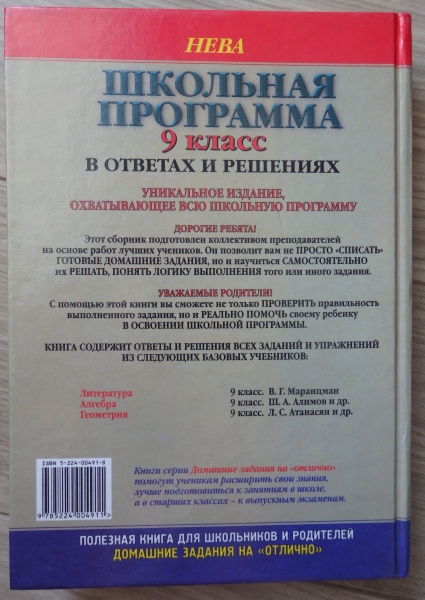 НЕВА
ШКОЛЬНАЯ
ПРОГРАММА
9 класс
В ОТВЕТАХ И РЕШЕНИЯХ
УНИКАЛЬНОЕ ИЗДАНИЕ,
ОХВАТЫВАЮЩЕЕ ВСЮ ШКОЛЬНУЮ ПРОГРАММУ
ДОРОГИЕ РЕБЯТА!
Этот сборник подготовлен коллективом преподавателей
на основе работ лучших учеников. Он позволит вам не ПРОСТО «СПИСАТЬ»
ГОТОВЫЕ ДОМАШНИЕ ЗАДАНИЯ, но и научиться САМОСТОЯТЕЛЬНО
их РЕШАТЬ, ПОНЯТЬ ЛОГИКУ ВЫПОЛНЕНИЯ того или иного задания.
УВАЖАЕМЫЕ РОДИТЕЛИ!
С помощью этой книги вы сможете не только ПРОВЕРИТЬ правильность
выполненного задания, но и РЕАЛЬНО ПОМОЧЬ своему ребенку
В ОСВОЕНИИ ШКОЛЬНОЙ ПРОГРАММЫ.
КНИГА СОДЕРЖИТ ОТВЕТЫ И РЕШЕНИЯ ВСЕХ ЗАДАНИЙ И УПРАЖНЕНИЙ
ИЗ СЛЕДУЮЩИХ БАЗОВЫХ УЧЕБНИКОВ:
Литература 9 класс. В. Г. Маранцман
Алгебра 9 класс. Ш. А. Алимов и др.
Геометрия 9 класс. Л. С. Атанасян и др.
ISBN 5-224-00491-8
9 785224 004911 >
Книги серии Домашние задания на «отлично»
помогут ученикам расширить свои знания,
лучше подготовиться к занятиям в школе,
а в старших классах – к выпускным экзаменам.
ПОЛЕЗНАЯ КНИГА ДЛЯ ШКОЛЬНИКОВ И РОДИТЕЛЕЙ
ДОМАШНИЕ ЗАДАНИЯ НА «ОТЛИЧНО»